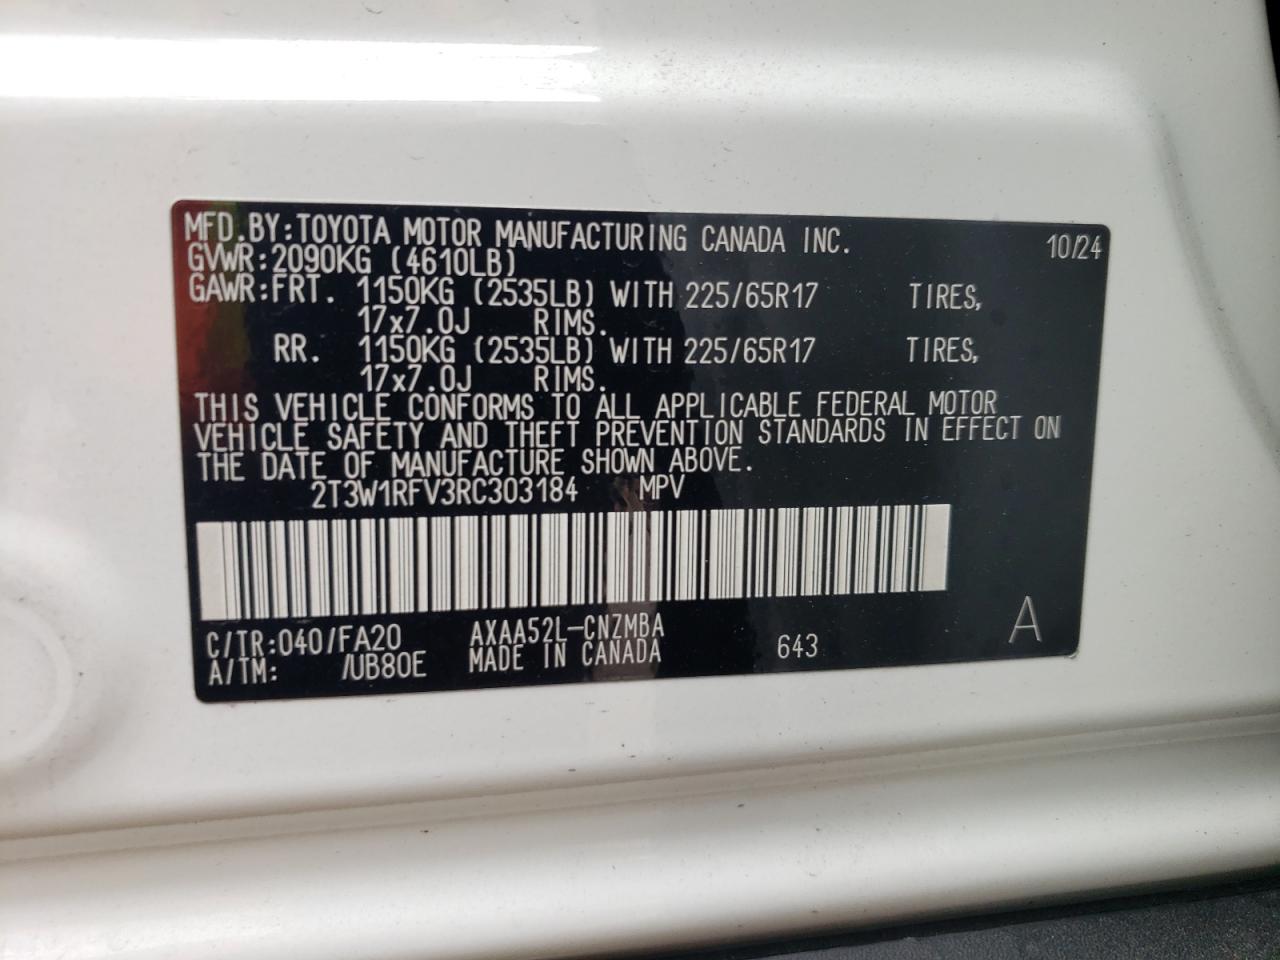 MFD.BY:TOYOTA MOTOR MANUFACTURING CANADA INC. 10/24
GVWR:2090KG (4610LB)
GAWR:FRT. 1150KG (2535LB) WITH 225/65R17 TIRES,
17x7.0J RIMS.
RR. 1150KG (2535LB) WITH 225/65R17 TIRES,
17x7.0J RIMS.
THIS VEHICLE CONFORMS TO ALL APPLICABLE FEDERAL MOTOR
VEHICLE SAFETY AND THEFT PREVENTION STANDARDS IN EFFECT ON
THE DATE OF MANUFACTURE SHOWN ABOVE.
2T3W1RFV3RC303184 MPV
C/TR:040/FA20 AXAA52L-CNZMBA
A/TM: /UB80E MADE IN CANADA 643 A